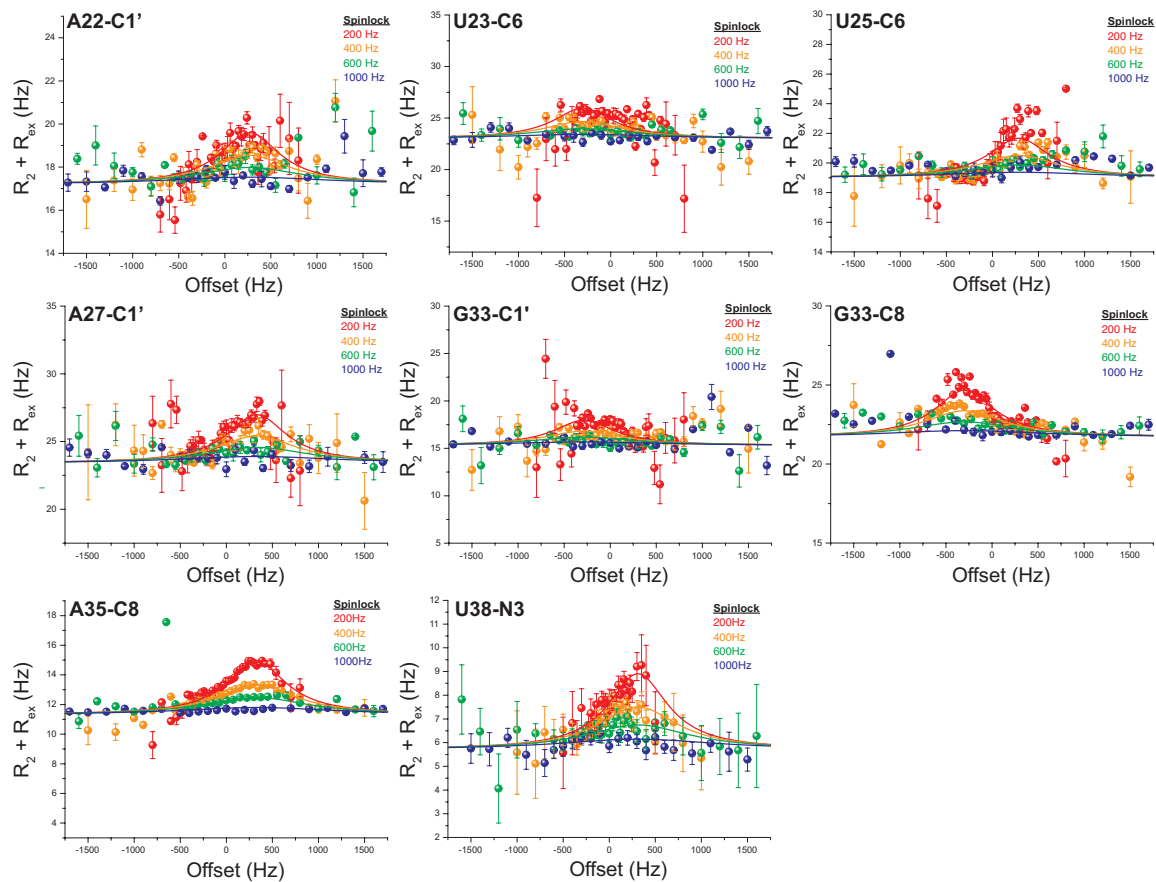 A22-C1'
Spinlock
200 Hz
400 Hz
600 Hz
1000 Hz
R2 + Rex (Hz)
24
22
20
18
16
14
-1500 -1000 -500 0 500 1000 1500
Offset (Hz)
U23-C6
Spinlock
200 Hz
400 Hz
600 Hz
1000 Hz
R2 + Rex (Hz)
35
30
25
20
15
-1500 -1000 -500 0 500 1000 1500
Offset (Hz)
U25-C6
Spinlock
200 Hz
400 Hz
600 Hz
1000 Hz
R2 + Rex (Hz)
30
28
26
24
22
20
18
16
14
-1500 -1000 -500 0 500 1000 1500
Offset (Hz)
A27-C1'
Spinlock
200 Hz
400 Hz
600 Hz
1000 Hz
R2 + Rex (Hz)
35
30
25
20
-1500 -1000 -500 0 500 1000 1500
Offset (Hz)
G33-C1'
Spinlock
200 Hz
400 Hz
600 Hz
1000 Hz
R2 + Rex (Hz)
30
25
20
15
10
5
-1500 -1000 -500 0 500 1000 1500
Offset (Hz)
G33-C8
Spinlock
200 Hz
400 Hz
600 Hz
1000 Hz
R2 + Rex (Hz)
30
25
20
15
-1500 -1000 -500 0 500 1000 1500
Offset (Hz)
A35-C8
Spinlock
200Hz
400Hz
600Hz
1000Hz
R2 + Rex (Hz)
18
16
14
12
10
8
6
4
-1500 -1000 -500 0 500 1000 1500
Offset (Hz)
U38-N3
Spinlock
200Hz
400Hz
600Hz
1000Hz
R2 + Rex (Hz)
12
11
10
9
8
7
6
5
4
3
2
-1500 -1000 -500 0 500 1000 1500
Offset (Hz)